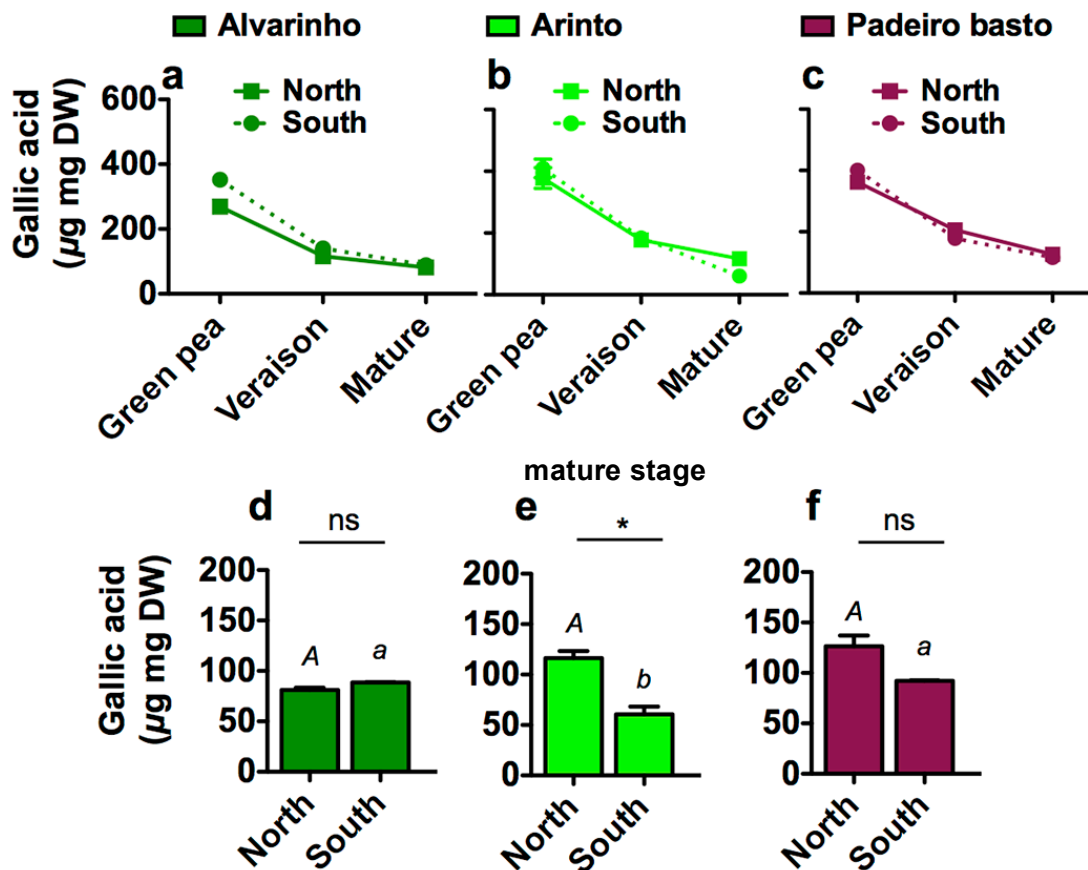 Alvarinho
Arinto
Padeiro basto
a
North
South
b
North
South
c
North
South
Gallic acid
(µg mg DW)
600
400
200
0
Green pea
Veraison
Mature
Green pea
Veraison
Mature
Green pea
Veraison
Mature
mature stage
d
ns
e
*
f
ns
Gallic acid
(µg mg DW)
200
150
100
50
0
A
a
North
South
200
150
100
50
0
A
b
North
South
200
150
100
50
0
A
a
North
South